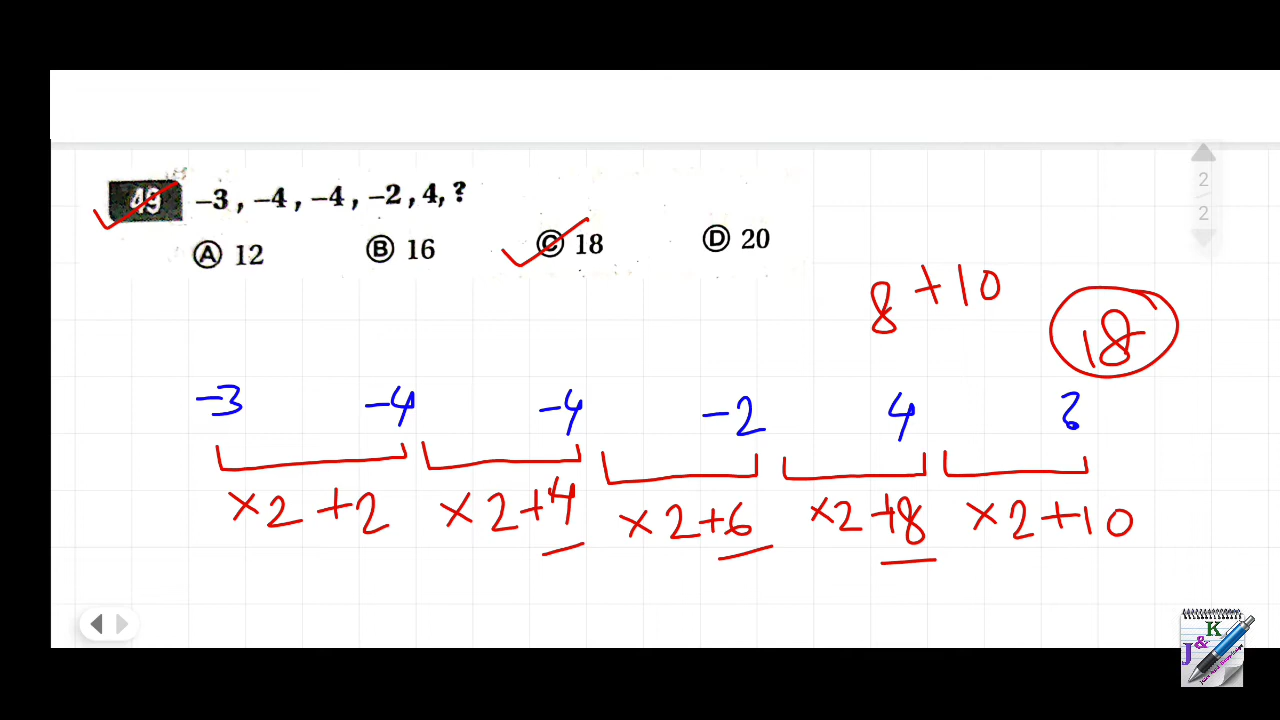 49 -3, -4, -4, -2, 4, ?
Ⓐ 12 Ⓑ 16 Ⓒ 18 Ⓓ 20
2
2
8 + 10 18
-3 -4 -4 -2 4 ?
×2 +2 ×2+4 ×2+6 ×2+8 ×2+10
J&K